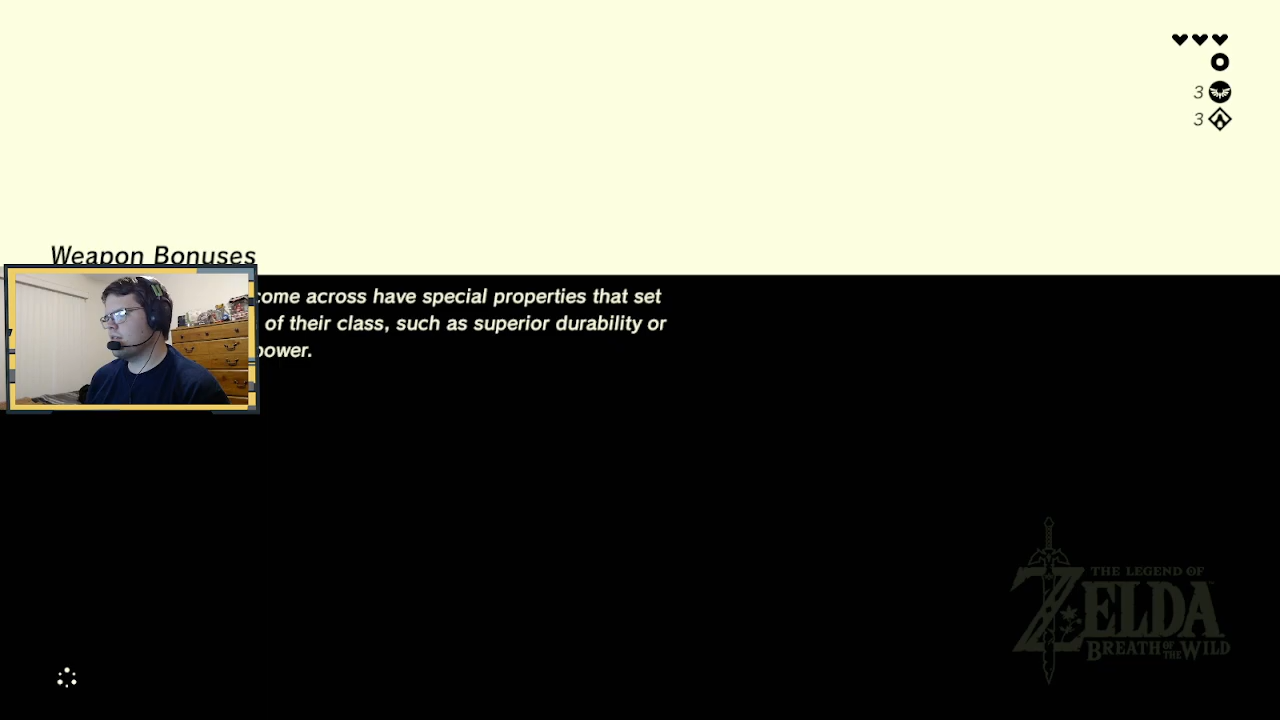 3
3
Weapon Bonuses
come across have special properties that set
of their class, such as superior durability or
power.
THE LEGEND OF
ZELDA
BREATH OF THE WILD